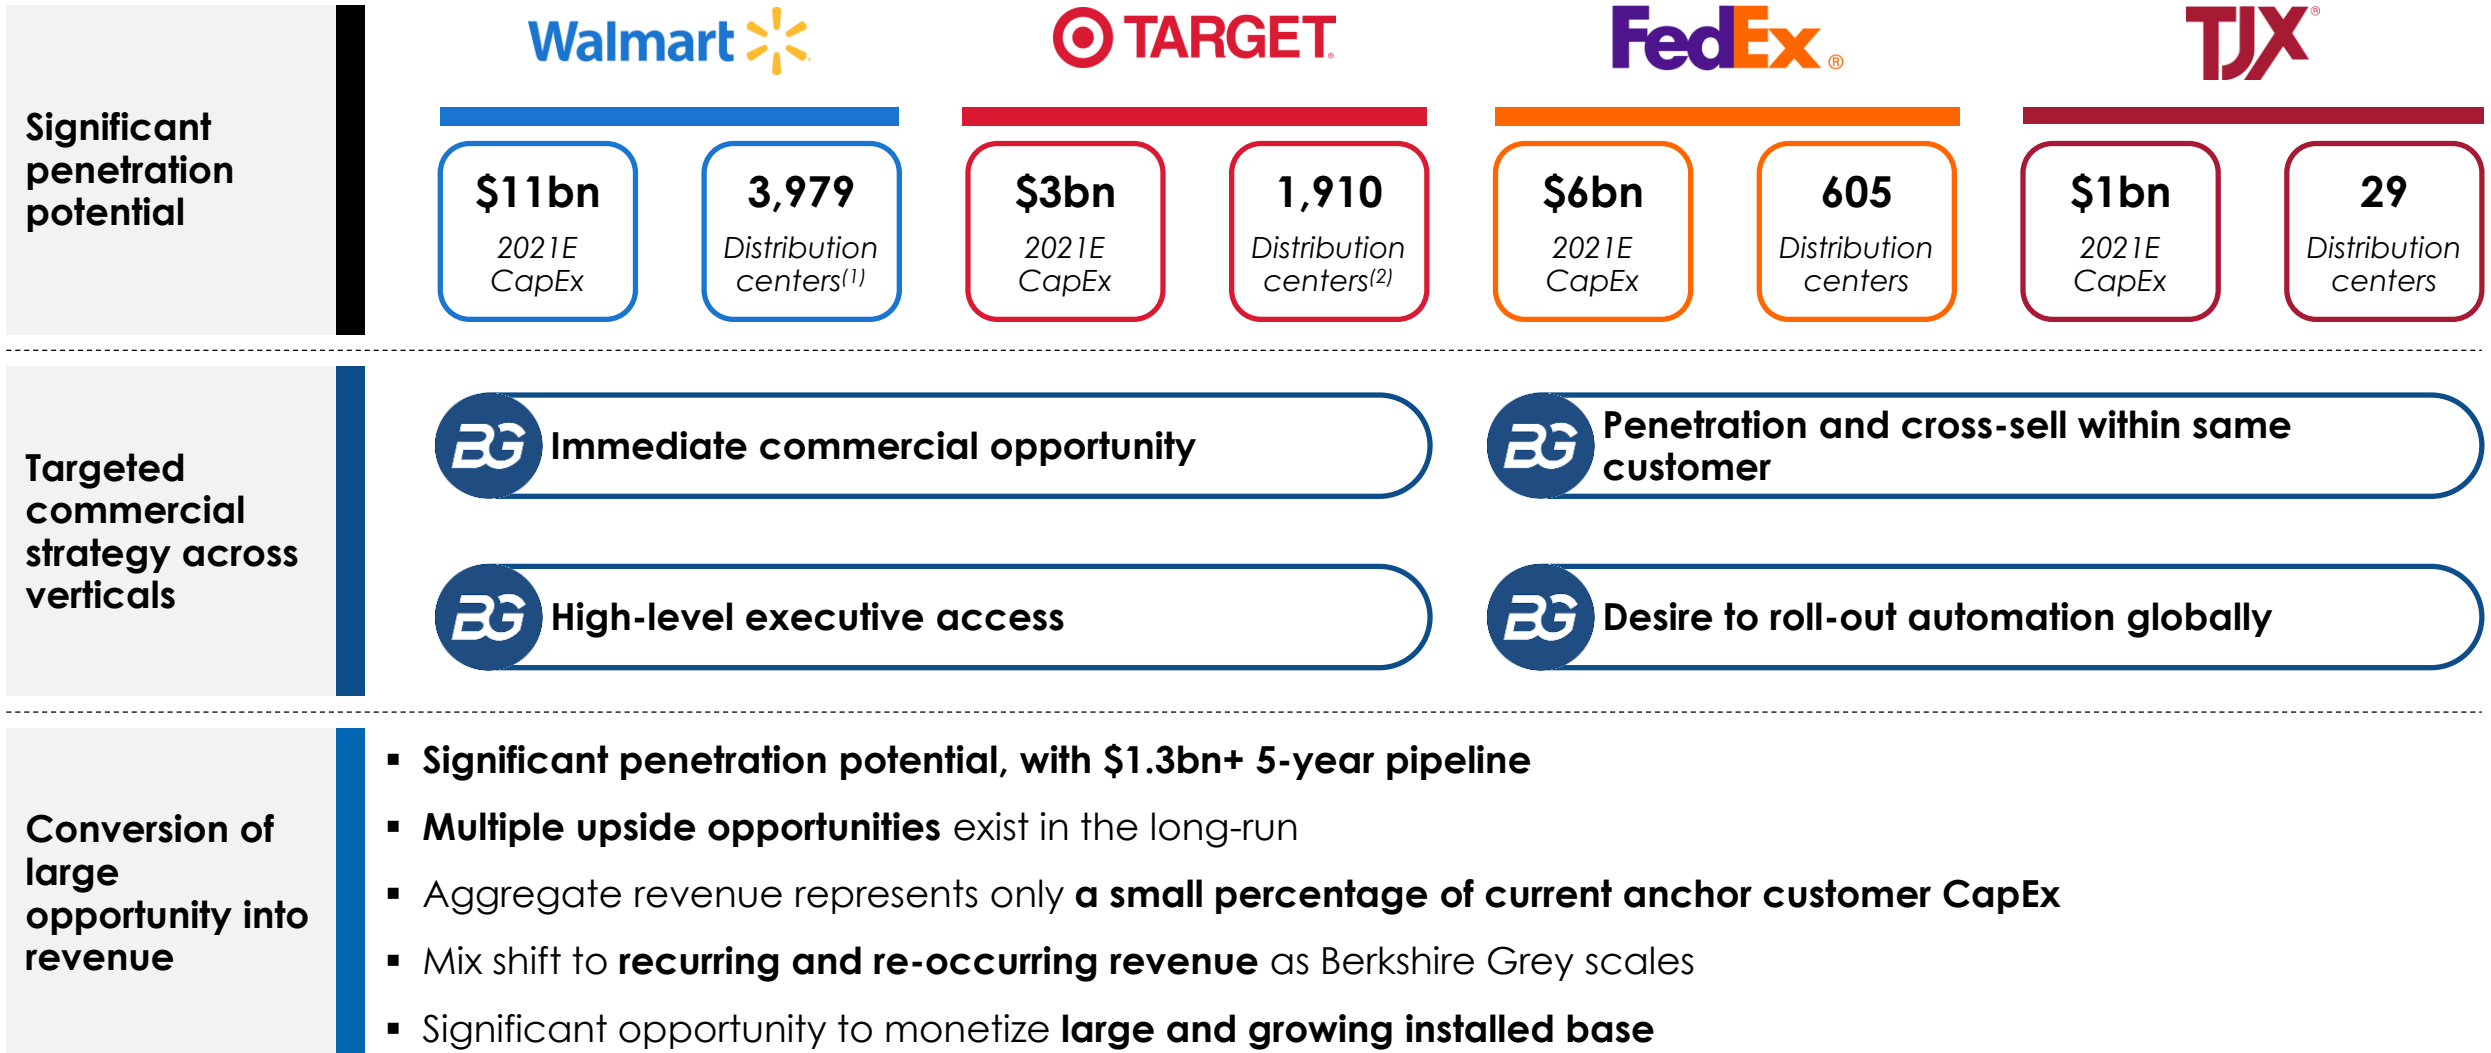 Walmart
TARGET®
FedEx®
TJX®
Significant
penetration
potential
$11bn
2021E
CapEx
3,979
Distribution
centers(1)
$3bn
2021E
CapEx
1,910
Distribution
centers(2)
$6bn
2021E
CapEx
605
Distribution
centers
$1bn
2021E
CapEx
29
Distribution
centers
Targeted
commercial
strategy across
verticals
BG
Immediate commercial opportunity
BG
Penetration and cross-sell within same
customer
BG
High-level executive access
BG
Desire to roll-out automation globally
Conversion of
large
opportunity into
revenue
▪ Significant penetration potential, with $1.3bn+ 5-year pipeline
▪ Multiple upside opportunities exist in the long-run
▪ Aggregate revenue represents only a small percentage of current anchor customer CapEx
▪ Mix shift to recurring and re-occurring revenue as Berkshire Grey scales
▪ Significant opportunity to monetize large and growing installed base